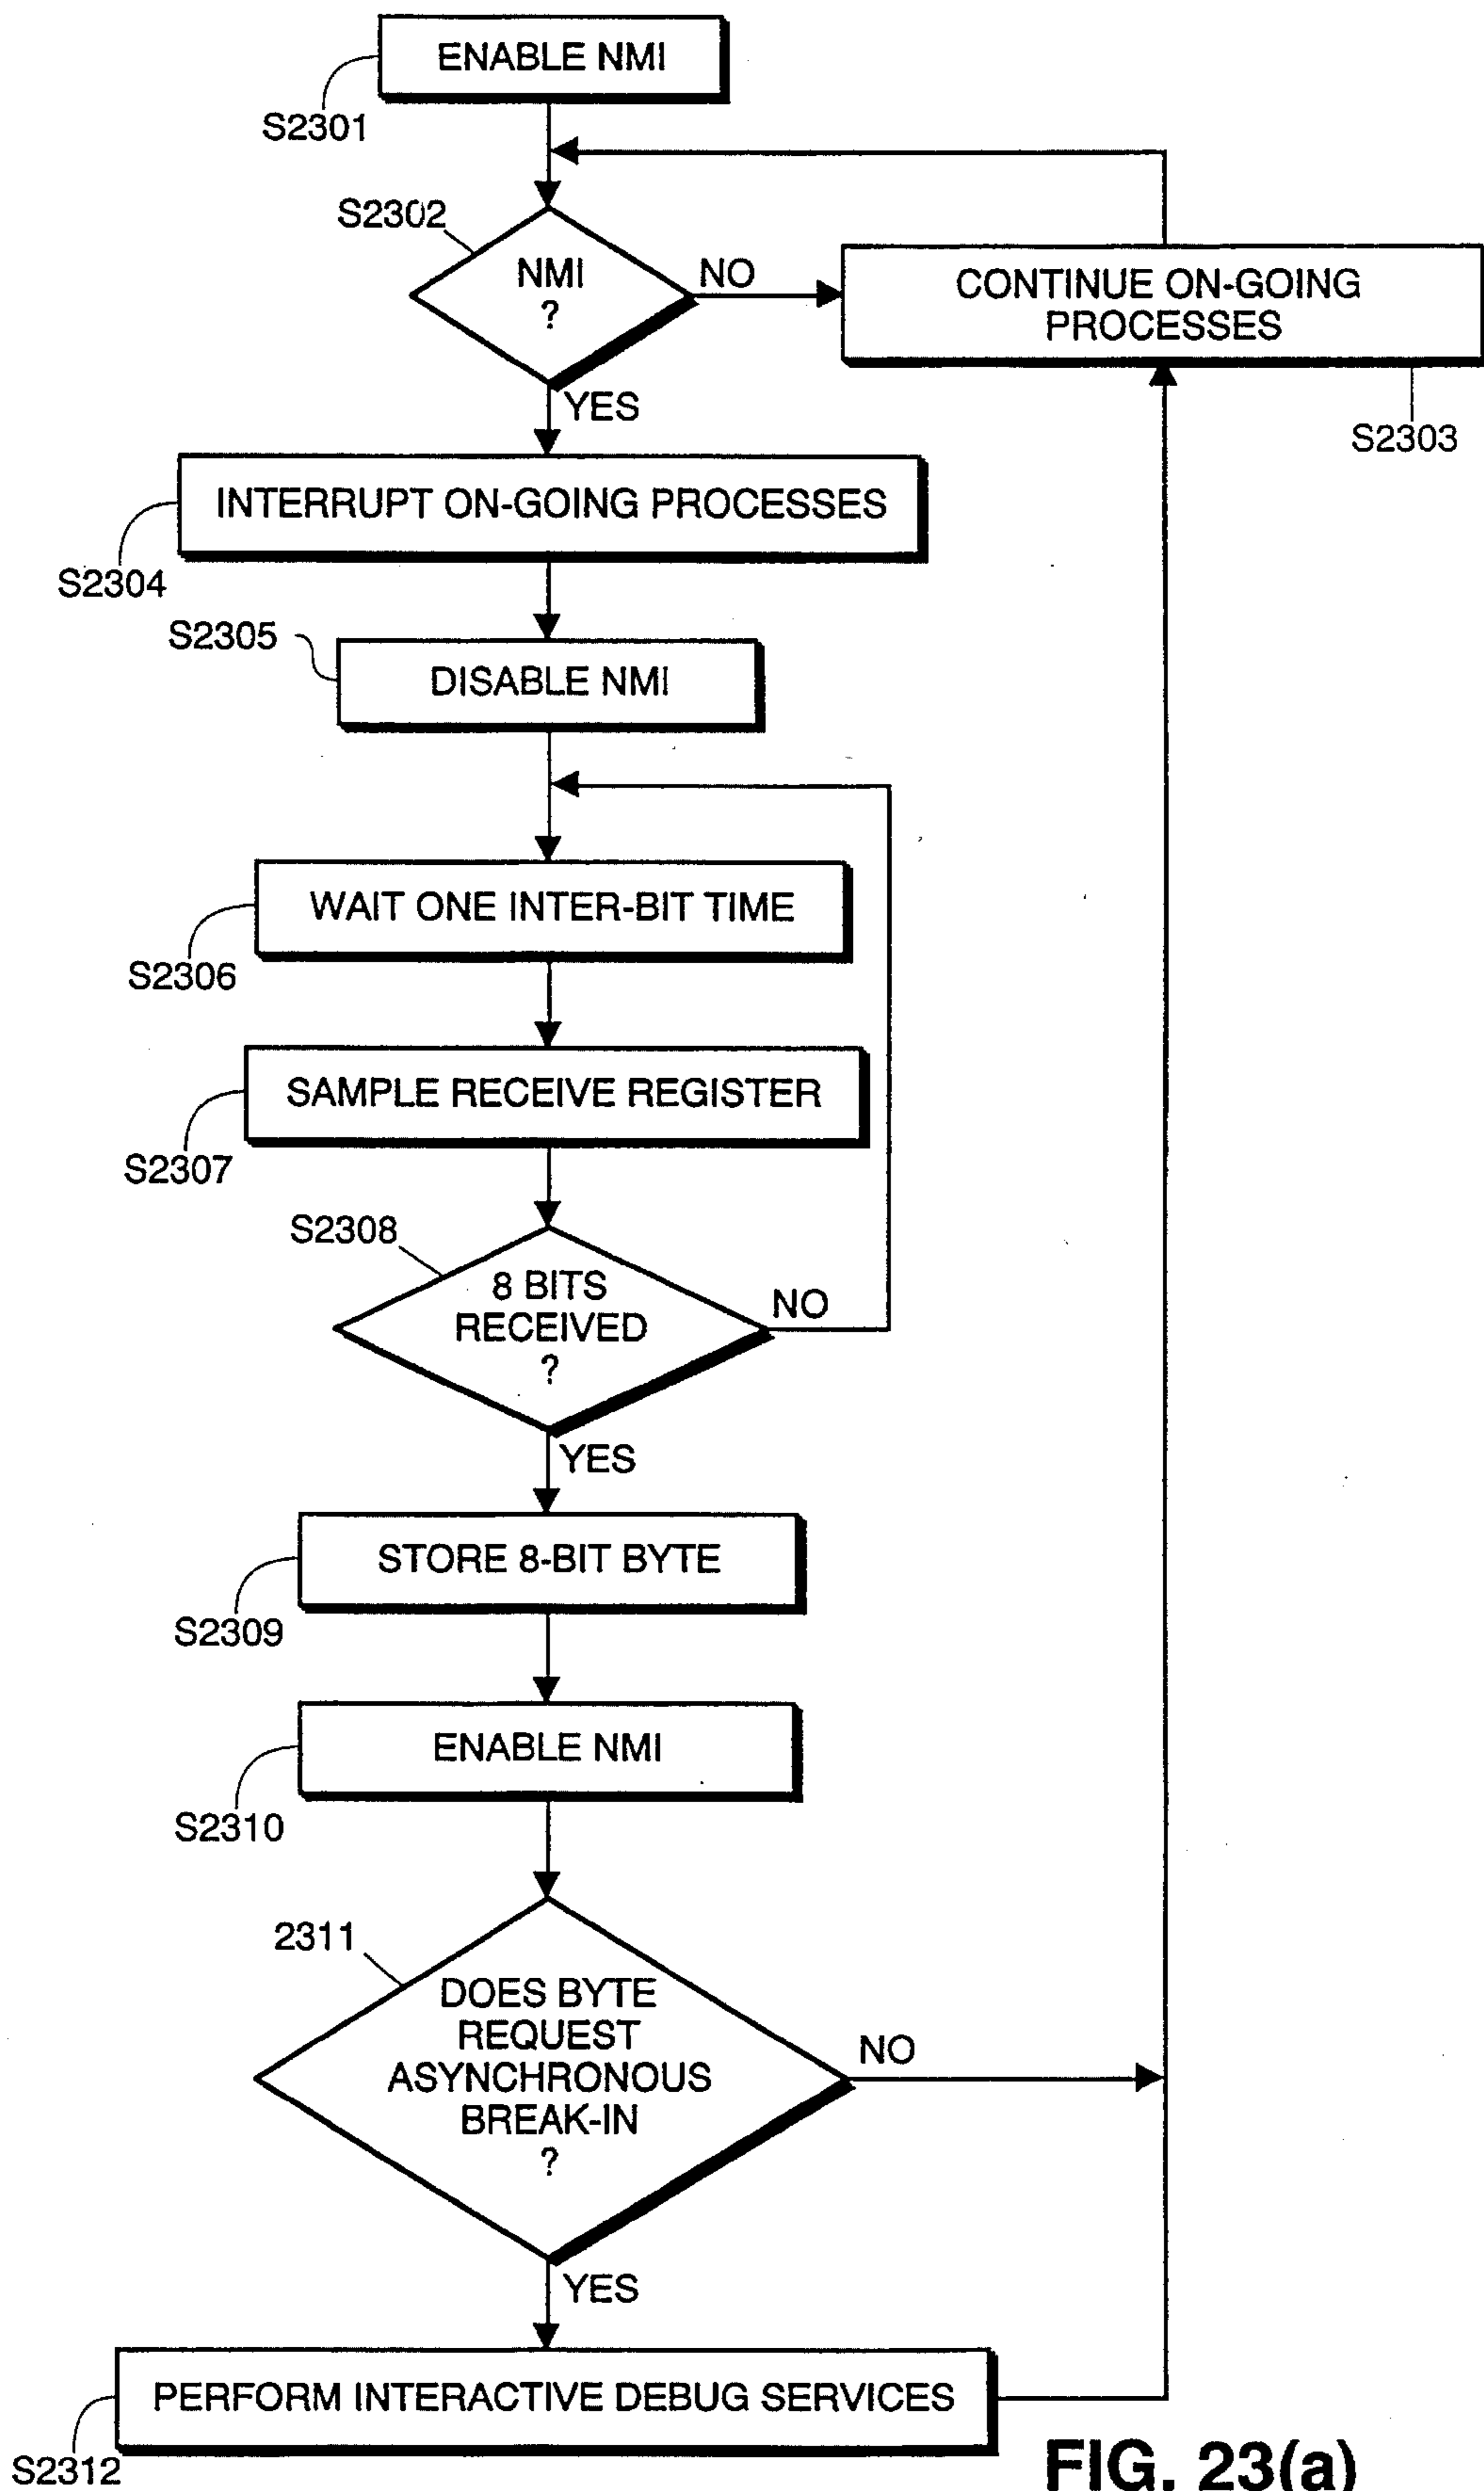 ENABLE NMI
S2301
S2302
NMI
?
NO
CONTINUE ON-GOING
PROCESSES
S2303
YES
INTERRUPT ON-GOING PROCESSES
S2304
S2305
DISABLE NMI
WAIT ONE INTER-BIT TIME
S2306
SAMPLE RECEIVE REGISTER
S2307
S2308
8 BITS
RECEIVED
?
NO
YES
STORE 8-BIT BYTE
S2309
ENABLE NMI
S2310
2311
DOES BYTE
REQUEST
ASYNCHRONOUS
BREAK-IN
?
NO
YES
PERFORM INTERACTIVE DEBUG SERVICES
S2312
FIG. 23(a)